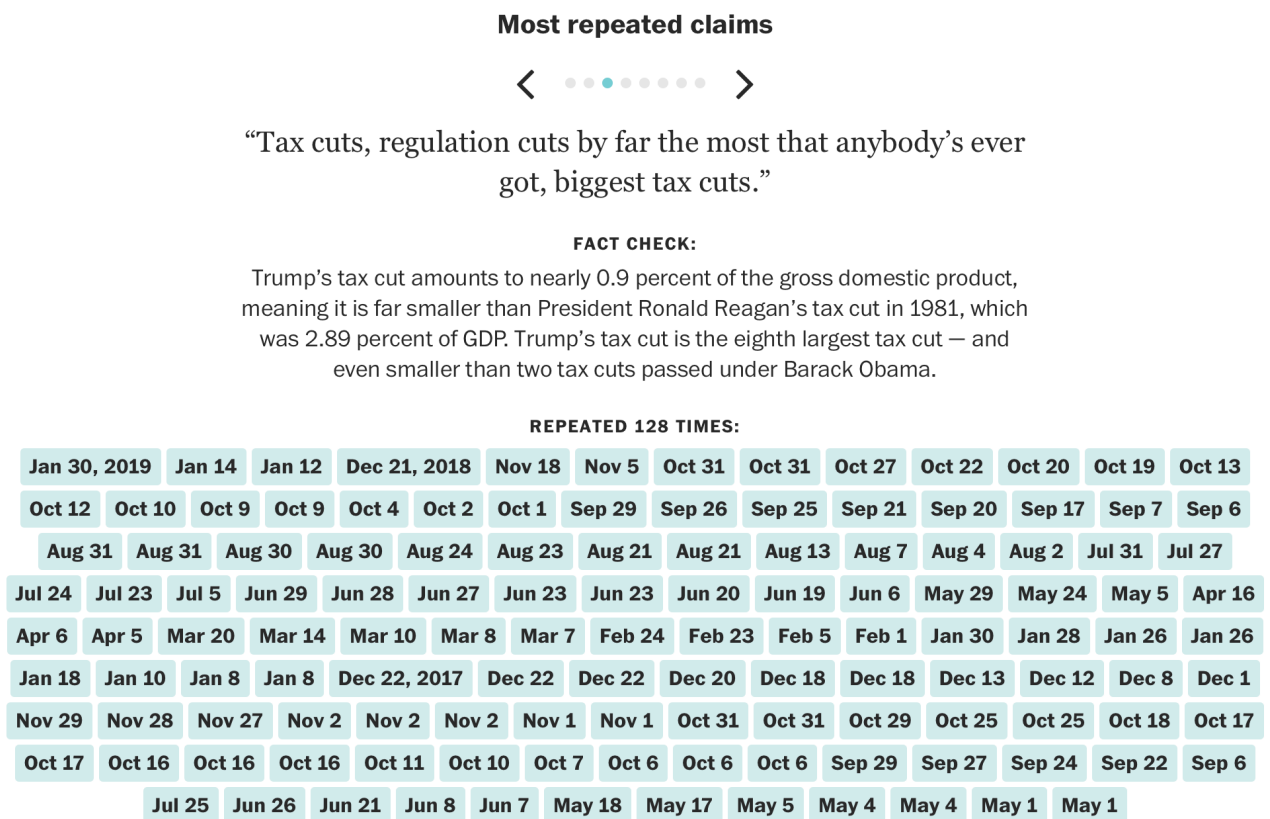 Most repeated claims
“Tax cuts, regulation cuts by far the most that anybody’s ever
got, biggest tax cuts.”
FACT CHECK:
Trump’s tax cut amounts to nearly 0.9 percent of the gross domestic product,
meaning it is far smaller than President Ronald Reagan’s tax cut in 1981, which
was 2.89 percent of GDP. Trump’s tax cut is the eighth largest tax cut — and
even smaller than two tax cuts passed under Barack Obama.
REPEATED 128 TIMES:
Jan 30, 2019 Jan 14 Jan 12 Dec 21, 2018 Nov 18 Nov 5 Oct 31 Oct 31 Oct 27 Oct 22 Oct 20 Oct 19 Oct 13
Oct 12 Oct 10 Oct 9 Oct 9 Oct 4 Oct 2 Oct 1 Sep 29 Sep 26 Sep 25 Sep 21 Sep 20 Sep 17 Sep 7 Sep 6
Aug 31 Aug 31 Aug 30 Aug 30 Aug 24 Aug 23 Aug 21 Aug 21 Aug 13 Aug 7 Aug 4 Aug 2 Jul 31 Jul 27
Jul 24 Jul 23 Jul 5 Jun 29 Jun 28 Jun 27 Jun 23 Jun 23 Jun 20 Jun 19 Jun 6 May 29 May 24 May 5 Apr 16
Apr 6 Apr 5 Mar 20 Mar 14 Mar 10 Mar 8 Mar 7 Feb 24 Feb 23 Feb 5 Feb 1 Jan 30 Jan 28 Jan 26 Jan 26
Jan 18 Jan 10 Jan 8 Jan 8 Dec 22, 2017 Dec 22 Dec 22 Dec 20 Dec 18 Dec 18 Dec 13 Dec 12 Dec 8 Dec 1
Nov 29 Nov 28 Nov 27 Nov 2 Nov 2 Nov 2 Nov 1 Nov 1 Oct 31 Oct 31 Oct 29 Oct 25 Oct 25 Oct 18 Oct 17
Oct 17 Oct 16 Oct 16 Oct 16 Oct 11 Oct 10 Oct 7 Oct 6 Oct 6 Oct 6 Sep 29 Sep 27 Sep 24 Sep 22 Sep 6
Jul 25 Jun 26 Jun 21 Jun 8 Jun 7 May 18 May 17 May 5 May 4 May 4 May 1 May 1